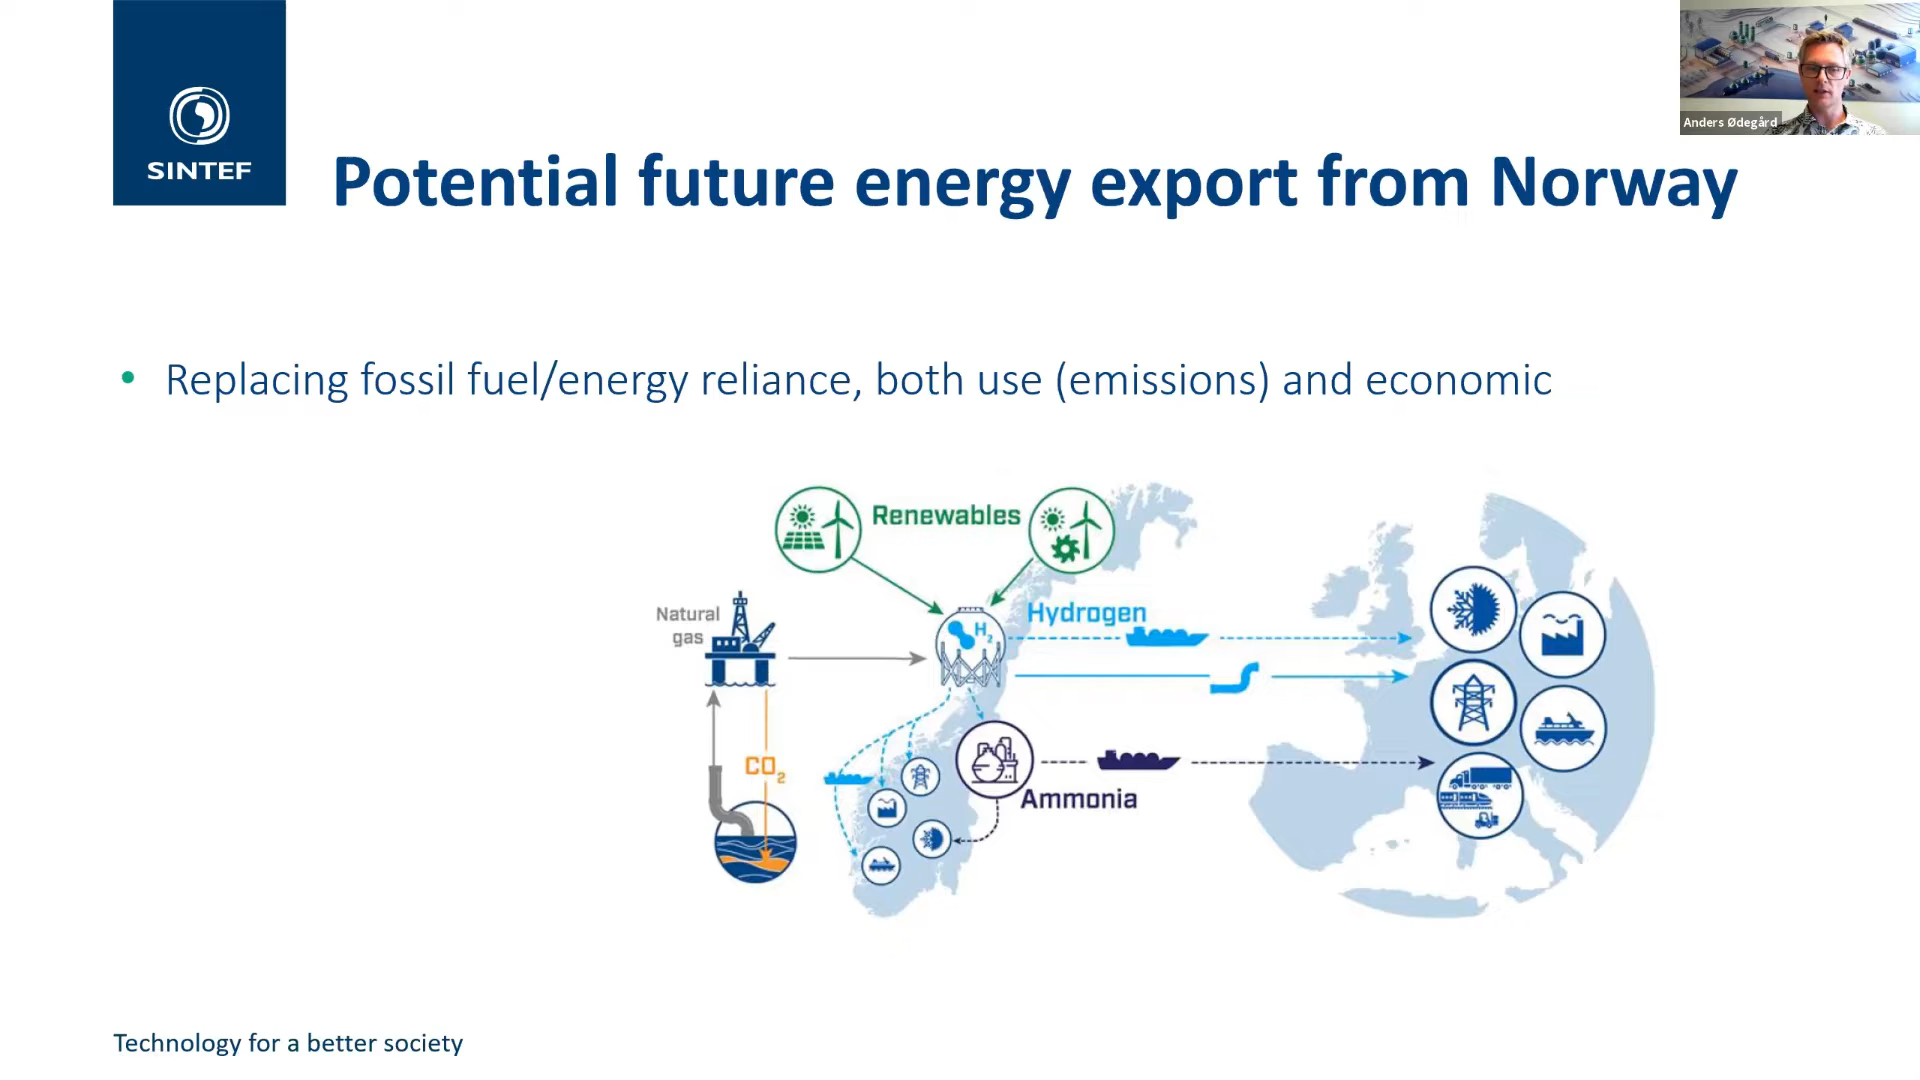 Anders Ødegård
SINTEF
Potential future energy export from Norway
• Replacing fossil fuel/energy reliance, both use (emissions) and economic
Renewables
Natural
gas
H₂
Hydrogen
CO₂
Ammonia
Technology for a better society